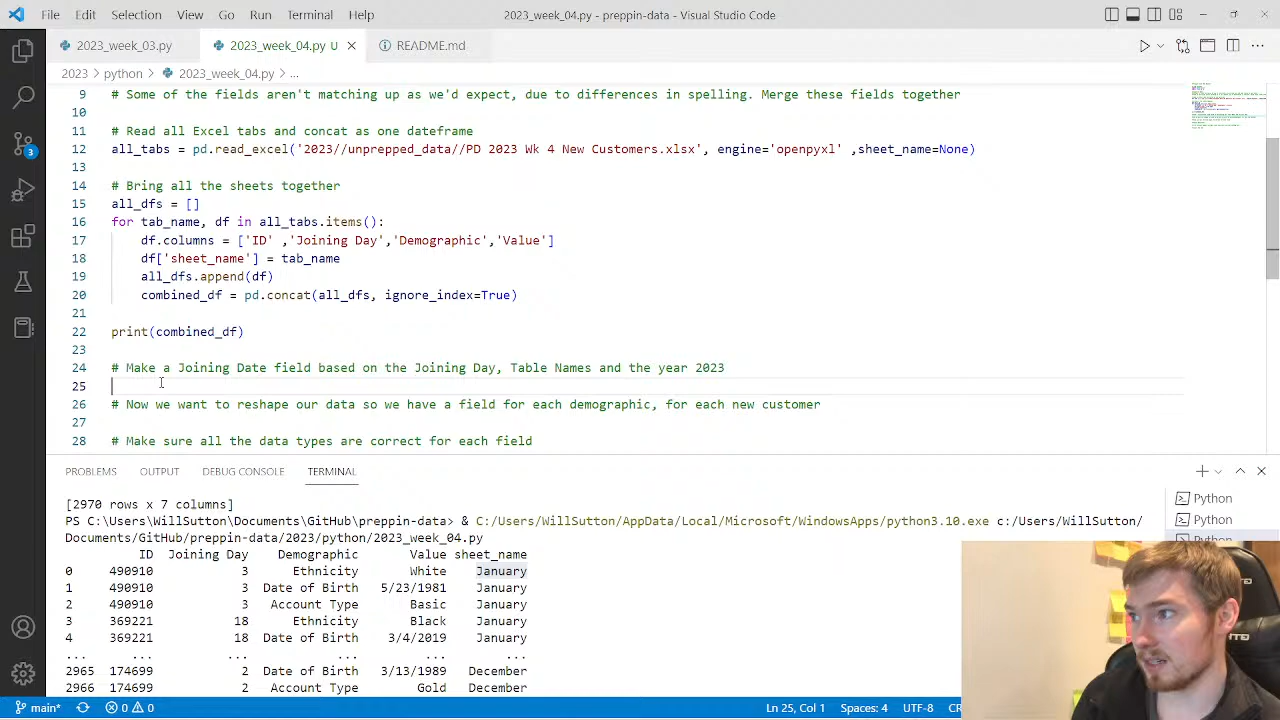 File Edit Selection View Go Run Terminal Help 2023_week_04.py - preppin-data - Visual Studio Code
2023_week_03.py 2023_week_04.py U README.md
2023 > python > 2023_week_04.py > ...
9 # Some of the fields aren't matching up as we'd expect, due to differences in spelling. Merge these fields together
10
11 # Read all Excel tabs and concat as one dateframe
12 all_tabs = pd.read_excel('2023//unprepped_data//PD 2023 Wk 4 New Customers.xlsx', engine='openpyxl' ,sheet_name=None)
13
14 # Bring all the sheets together
15 all_dfs = []
16 for tab_name, df in all_tabs.items():
17 df.columns = ['ID' ,'Joining Day','Demographic','Value']
18 df['sheet_name'] = tab_name
19 all_dfs.append(df)
20 combined_df = pd.concat(all_dfs, ignore_index=True)
21
22 print(combined_df)
23
24 # Make a Joining Date field based on the Joining Day, Table Names and the year 2023
25
26 # Now we want to reshape our data so we have a field for each demographic, for each new customer
27
28 # Make sure all the data types are correct for each field
PROBLEMS OUTPUT DEBUG CONSOLE TERMINAL
[2970 rows x 7 columns]
PS C:\Users\WillSutton\Documents\GitHub\preppin-data> & C:/Users/WillSutton/AppData/Local/Microsoft/WindowsApps/python3.10.exe c:/Users/WillSutton/
Documents/GitHub/preppin-data/2023/python/2023_week_04.py
ID Joining Day Demographic Value sheet_name
0 490910 3 Ethnicity White January
1 490910 3 Date of Birth 5/23/1981 January
2 490910 3 Account Type Basic January
3 369221 18 Ethnicity Black January
4 369221 18 Date of Birth 3/4/2019 January
... ... ... ... ... ...
2965 174699 2 Date of Birth 3/13/1989 December
2966 174699 2 Account Type Gold December
Python
Python
Python
3
main* 0 0 Ln 25, Col 1 Spaces: 4 UTF-8 CR